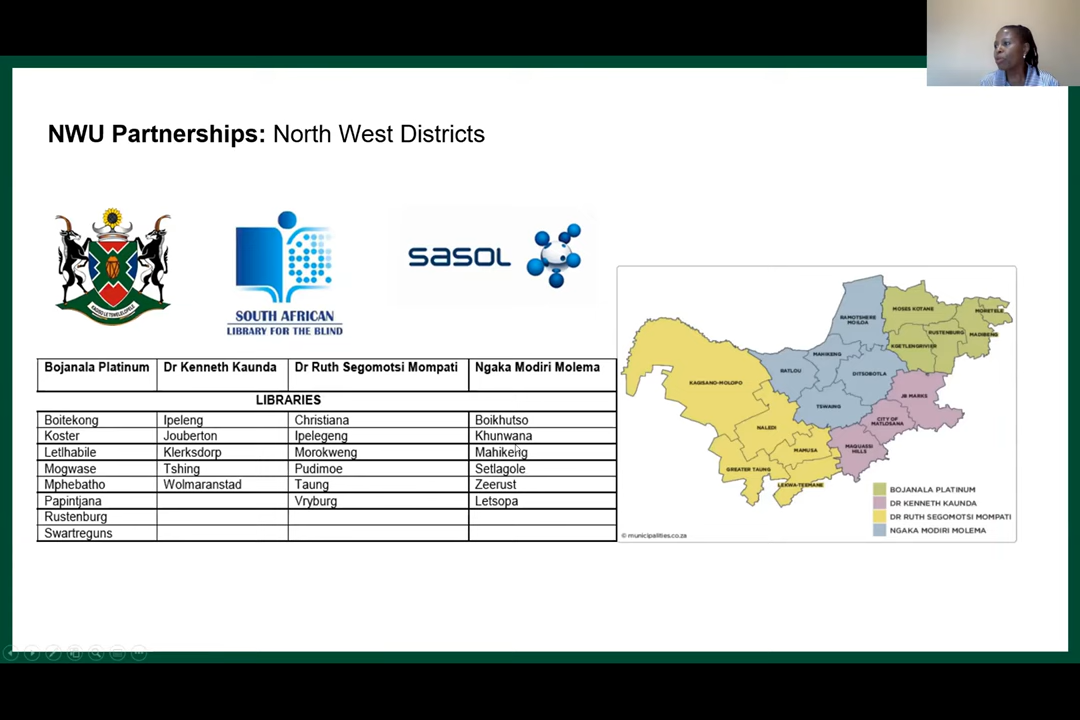 NWU Partnerships: North West Districts
SOUTH AFRICAN
LIBRARY FOR THE BLIND
sasol
Bojanala Platinum Dr Kenneth Kaunda Dr Ruth Segomotsi Mompati Ngaka Modiri Molema
LIBRARIES
Boitekong Ipeleng Christiana Boikhutso
Koster Jouberton Ipelegeng Khunwana
Letlhabile Klerksdorp Morokweng Mahikeng
Mogwase Tshing Pudimoe Setlagole
Mphebatho Wolmaranstad Taung Zeerust
Papintjana Vryburg Letsopa
Rustenburg
Swartreguns
MOSES KOTANE
MORETELE
RAMOTSHERE
MOILOA
RUSTENBURG
MADIBENG
KGETLENGRIVIER
MAHIKENG
RATLOU
DITSOBOTLA
KAGISANO-MOLOPO
JB MARKS
TSWAING
CITY OF
MATLOSANA
NALEDI
MAMUSA
MAQUASSI
HILLS
GREATER TAUNG
LEKWA-TEEMANE
BOJANALA PLATINUM
DR KENNETH KAUNDA
DR RUTH SEGOMOTSI MOMPATI
NGAKA MODIRI MOLEMA
© municipalities.co.za